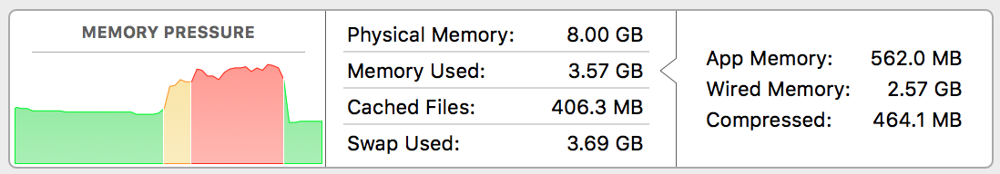 MEMORY PRESSURE
Physical Memory: 8.00 GB
Memory Used: 3.57 GB
Cached Files: 406.3 MB
Swap Used: 3.69 GB
App Memory: 562.0 MB
Wired Memory: 2.57 GB
Compressed: 464.1 MB